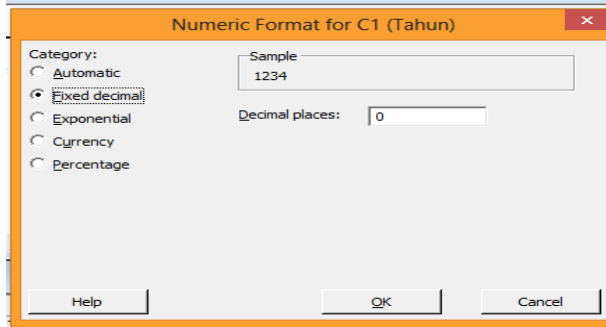 Numeric Format for C1 (Tahun)
Category:
Automatic
Fixed decimal
Exponential
Currency
Percentage
Sample
1234
Decimal places: 0
Help OK Cancel